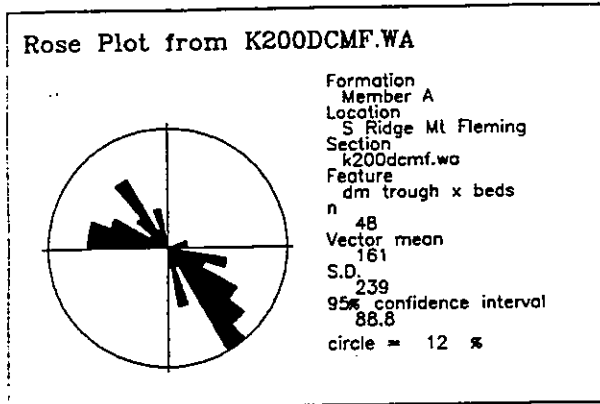 Rose Plot from K200DCMF.WA
Formation
Member A
Location
S Ridge Mt Fleming
Section
k200dcmf.wa
Feature
dm trough x beds
n
48
Vector mean
161
S.D.
239
95% confidence interval
88.8
circle = 12 %